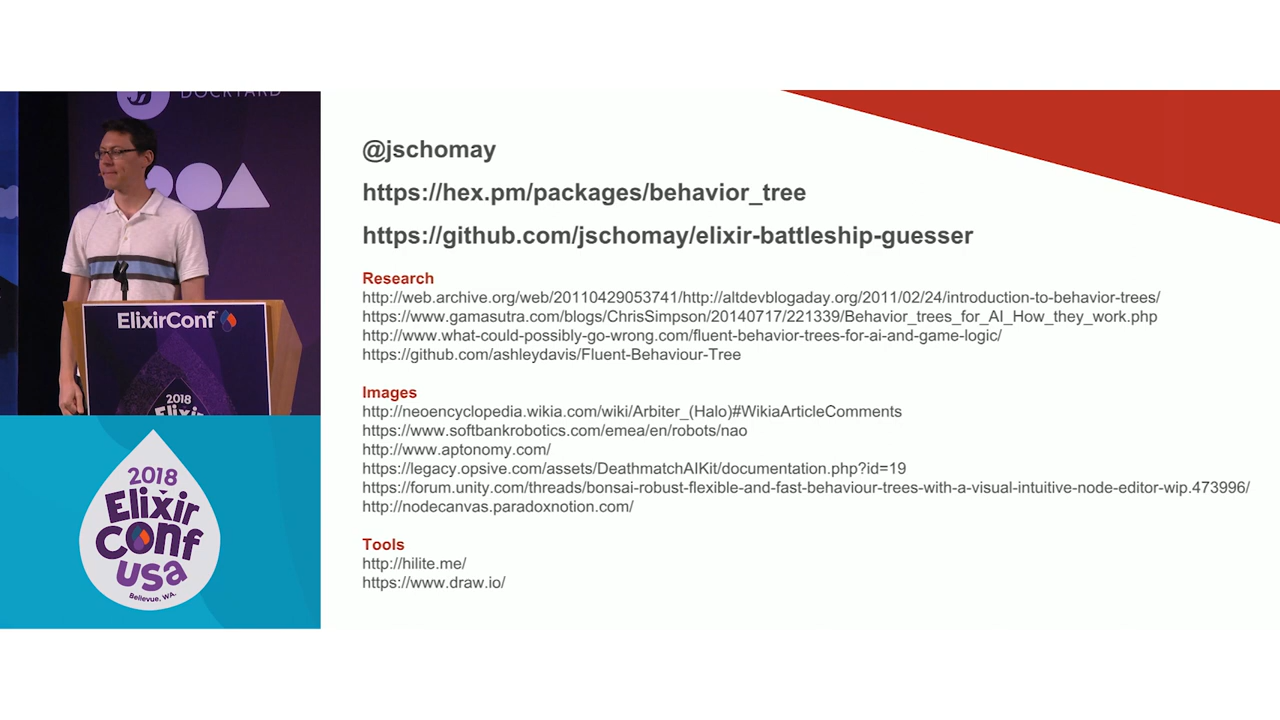 DOCKYARD
ElixirConf
2018
Elixir
2018
Elixir
Conf
USA
Bellevue, WA.
@jschomay
https://hex.pm/packages/behavior_tree
https://github.com/jschomay/elixir-battleship-guesser
Research
http://web.archive.org/web/20110429053741/http://altdevblogaday.org/2011/02/24/introduction-to-behavior-trees/
https://www.gamasutra.com/blogs/ChrisSimpson/20140717/221339/Behavior_trees_for_AI_How_they_work.php
http://www.what-could-possibly-go-wrong.com/fluent-behavior-trees-for-ai-and-game-logic/
https://github.com/ashleydavis/Fluent-Behaviour-Tree
Images
http://neoencyclopedia.wikia.com/wiki/Arbiter_(Halo)#WikiaArticleComments
https://www.softbankrobotics.com/emea/en/robots/nao
http://www.aptonomy.com/
https://legacy.opsive.com/assets/DeathmatchAIKit/documentation.php?id=19
https://forum.unity.com/threads/bonsai-robust-flexible-and-fast-behaviour-trees-with-a-visual-intuitive-node-editor-wip.473996/
http://nodecanvas.paradoxnotion.com/
Tools
http://hilite.me/
https://www.draw.io/